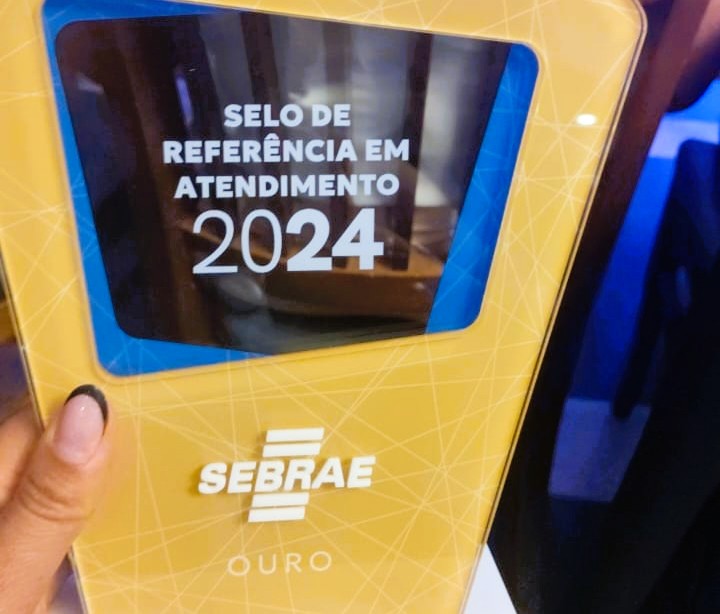 SELO DE
REFERÊNCIA EM
ATENDIMENTO
2024
SEBRAE
OURO